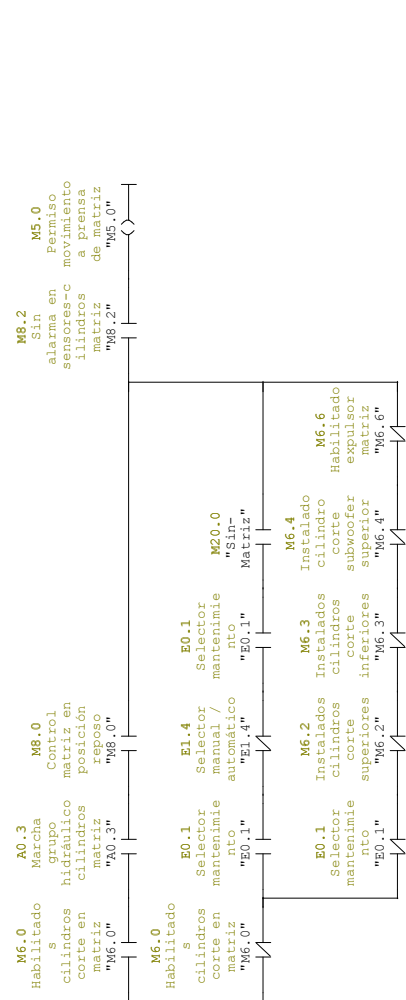 M6.0
Habilitado
s
cilindros
corte en
matriz
"M6.0"
A0.3
Marcha
grupo
hidráulico
cilindros
matriz
"A0.3"
M8.0
Control
matriz en
posición
reposo
"M8.0"
M8.2
Sin
alarma en
sensores-c
ilindros
matriz
"M8.2"
M5.0
Permiso
movimiento
a prensa
de matriz
"M5.0"
M6.0
Habilitado
s
cilindros
corte en
matriz
"M6.0"
E0.1
Selector
mantenimie
nto
"E0.1"
E1.4
Selector
manual /
automático
"E1.4"
E0.1
Selector
mantenimie
nto
"E0.1"
M20.0
"Sin-
Matriz"
E0.1
Selector
mantenimie
nto
"E0.1"
M6.2
Instalados
cilindros
corte
superiores
"M6.2"
M6.3
Instalados
cilindros
corte
inferiores
"M6.3"
M6.4
Instalado
cilindro
corte
subwoofer
superior
"M6.4"
M6.6
Habilitado
expulsor
matriz
"M6.6"